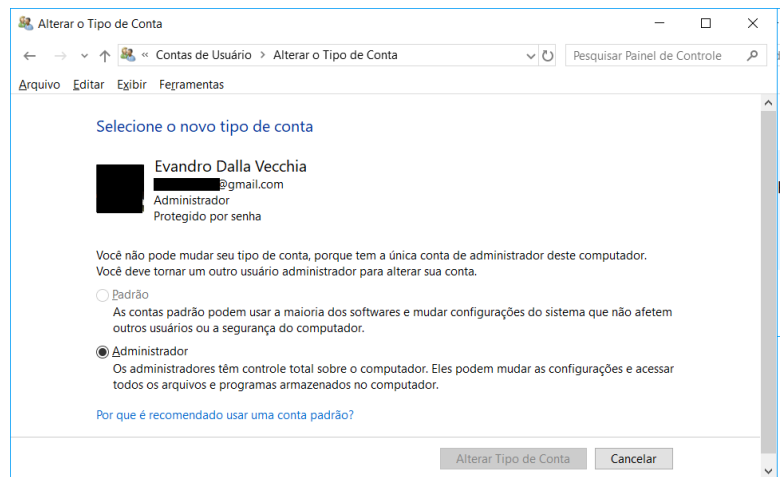 Alterar o Tipo de Conta
« Contas de Usuário > Alterar o Tipo de Conta
Pesquisar Painel de Controle
Arquivo Editar Exibir Ferramentas
Selecione o novo tipo de conta
Evandro Dalla Vecchia
@gmail.com
Administrador
Protegido por senha
Você não pode mudar seu tipo de conta, porque tem a única conta de administrador deste computador.
Você deve tornar um outro usuário administrador para alterar sua conta.
Padrão
As contas padrão podem usar a maioria dos softwares e mudar configurações do sistema que não afetem
outros usuários ou a segurança do computador.
Administrador
Os administradores têm controle total sobre o computador. Eles podem mudar as configurações e acessar
todos os arquivos e programas armazenados no computador.
Por que é recomendado usar uma conta padrão?
Alterar Tipo de Conta
Cancelar